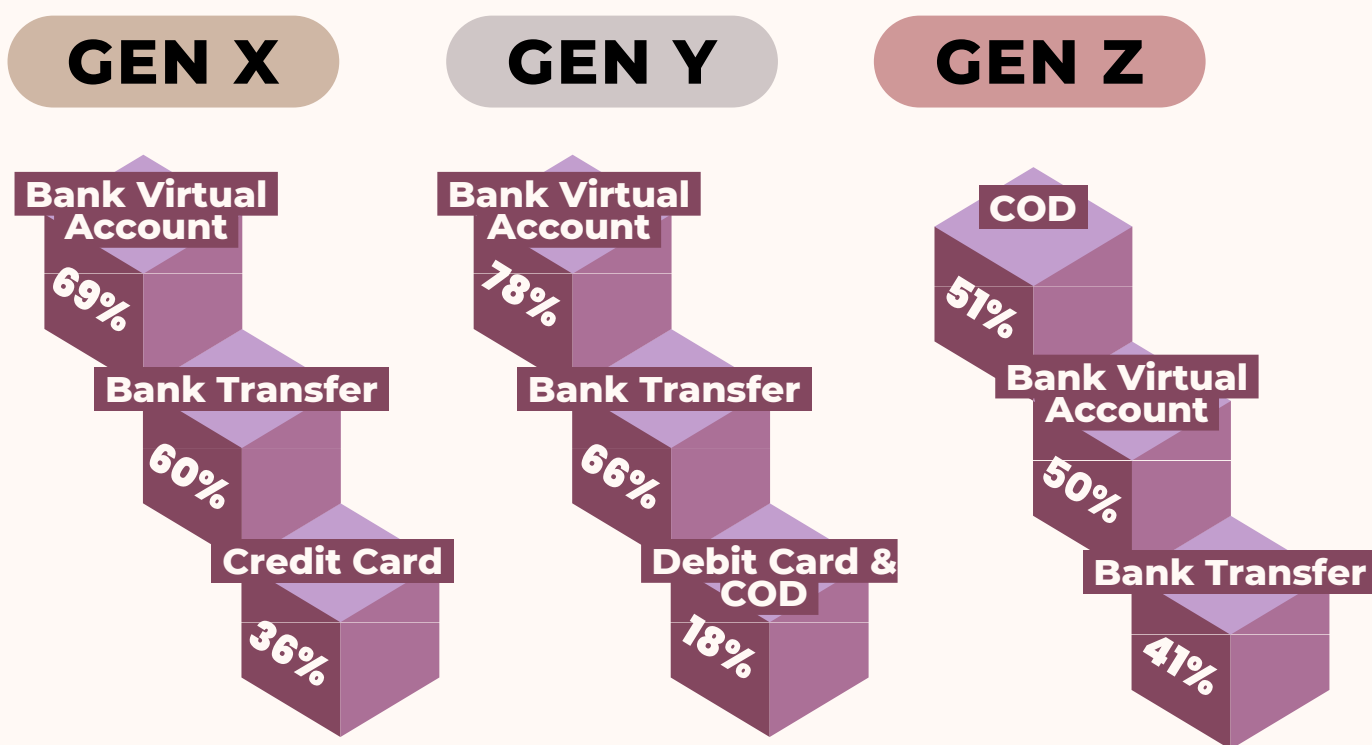 GEN X
Bank Virtual
Account
69%
Bank Transfer
60%
Credit Card
36%
GEN Y
Bank Virtual
Account
78%
Bank Transfer
66%
Debit Card &
COD
18%
GEN Z
COD
51%
Bank Virtual
Account
50%
Bank Transfer
41%